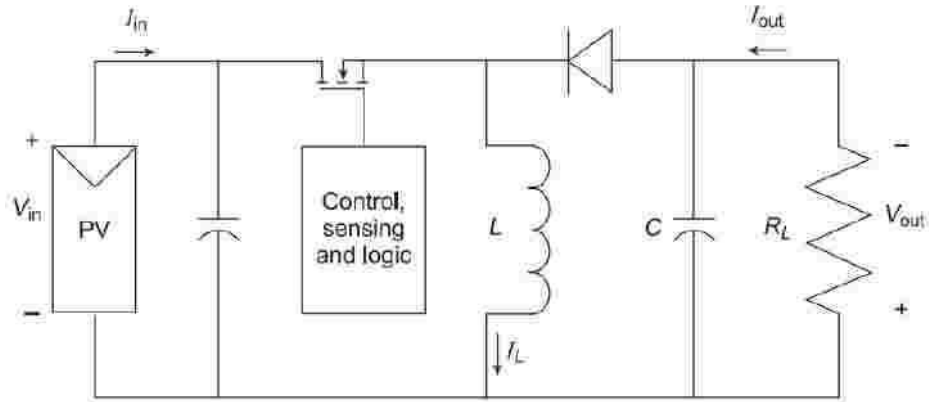 I_in
I_out
+
V_in
PV
−
Control,
sensing
and logic
L
C
R_L
−
V_out
+
I_L